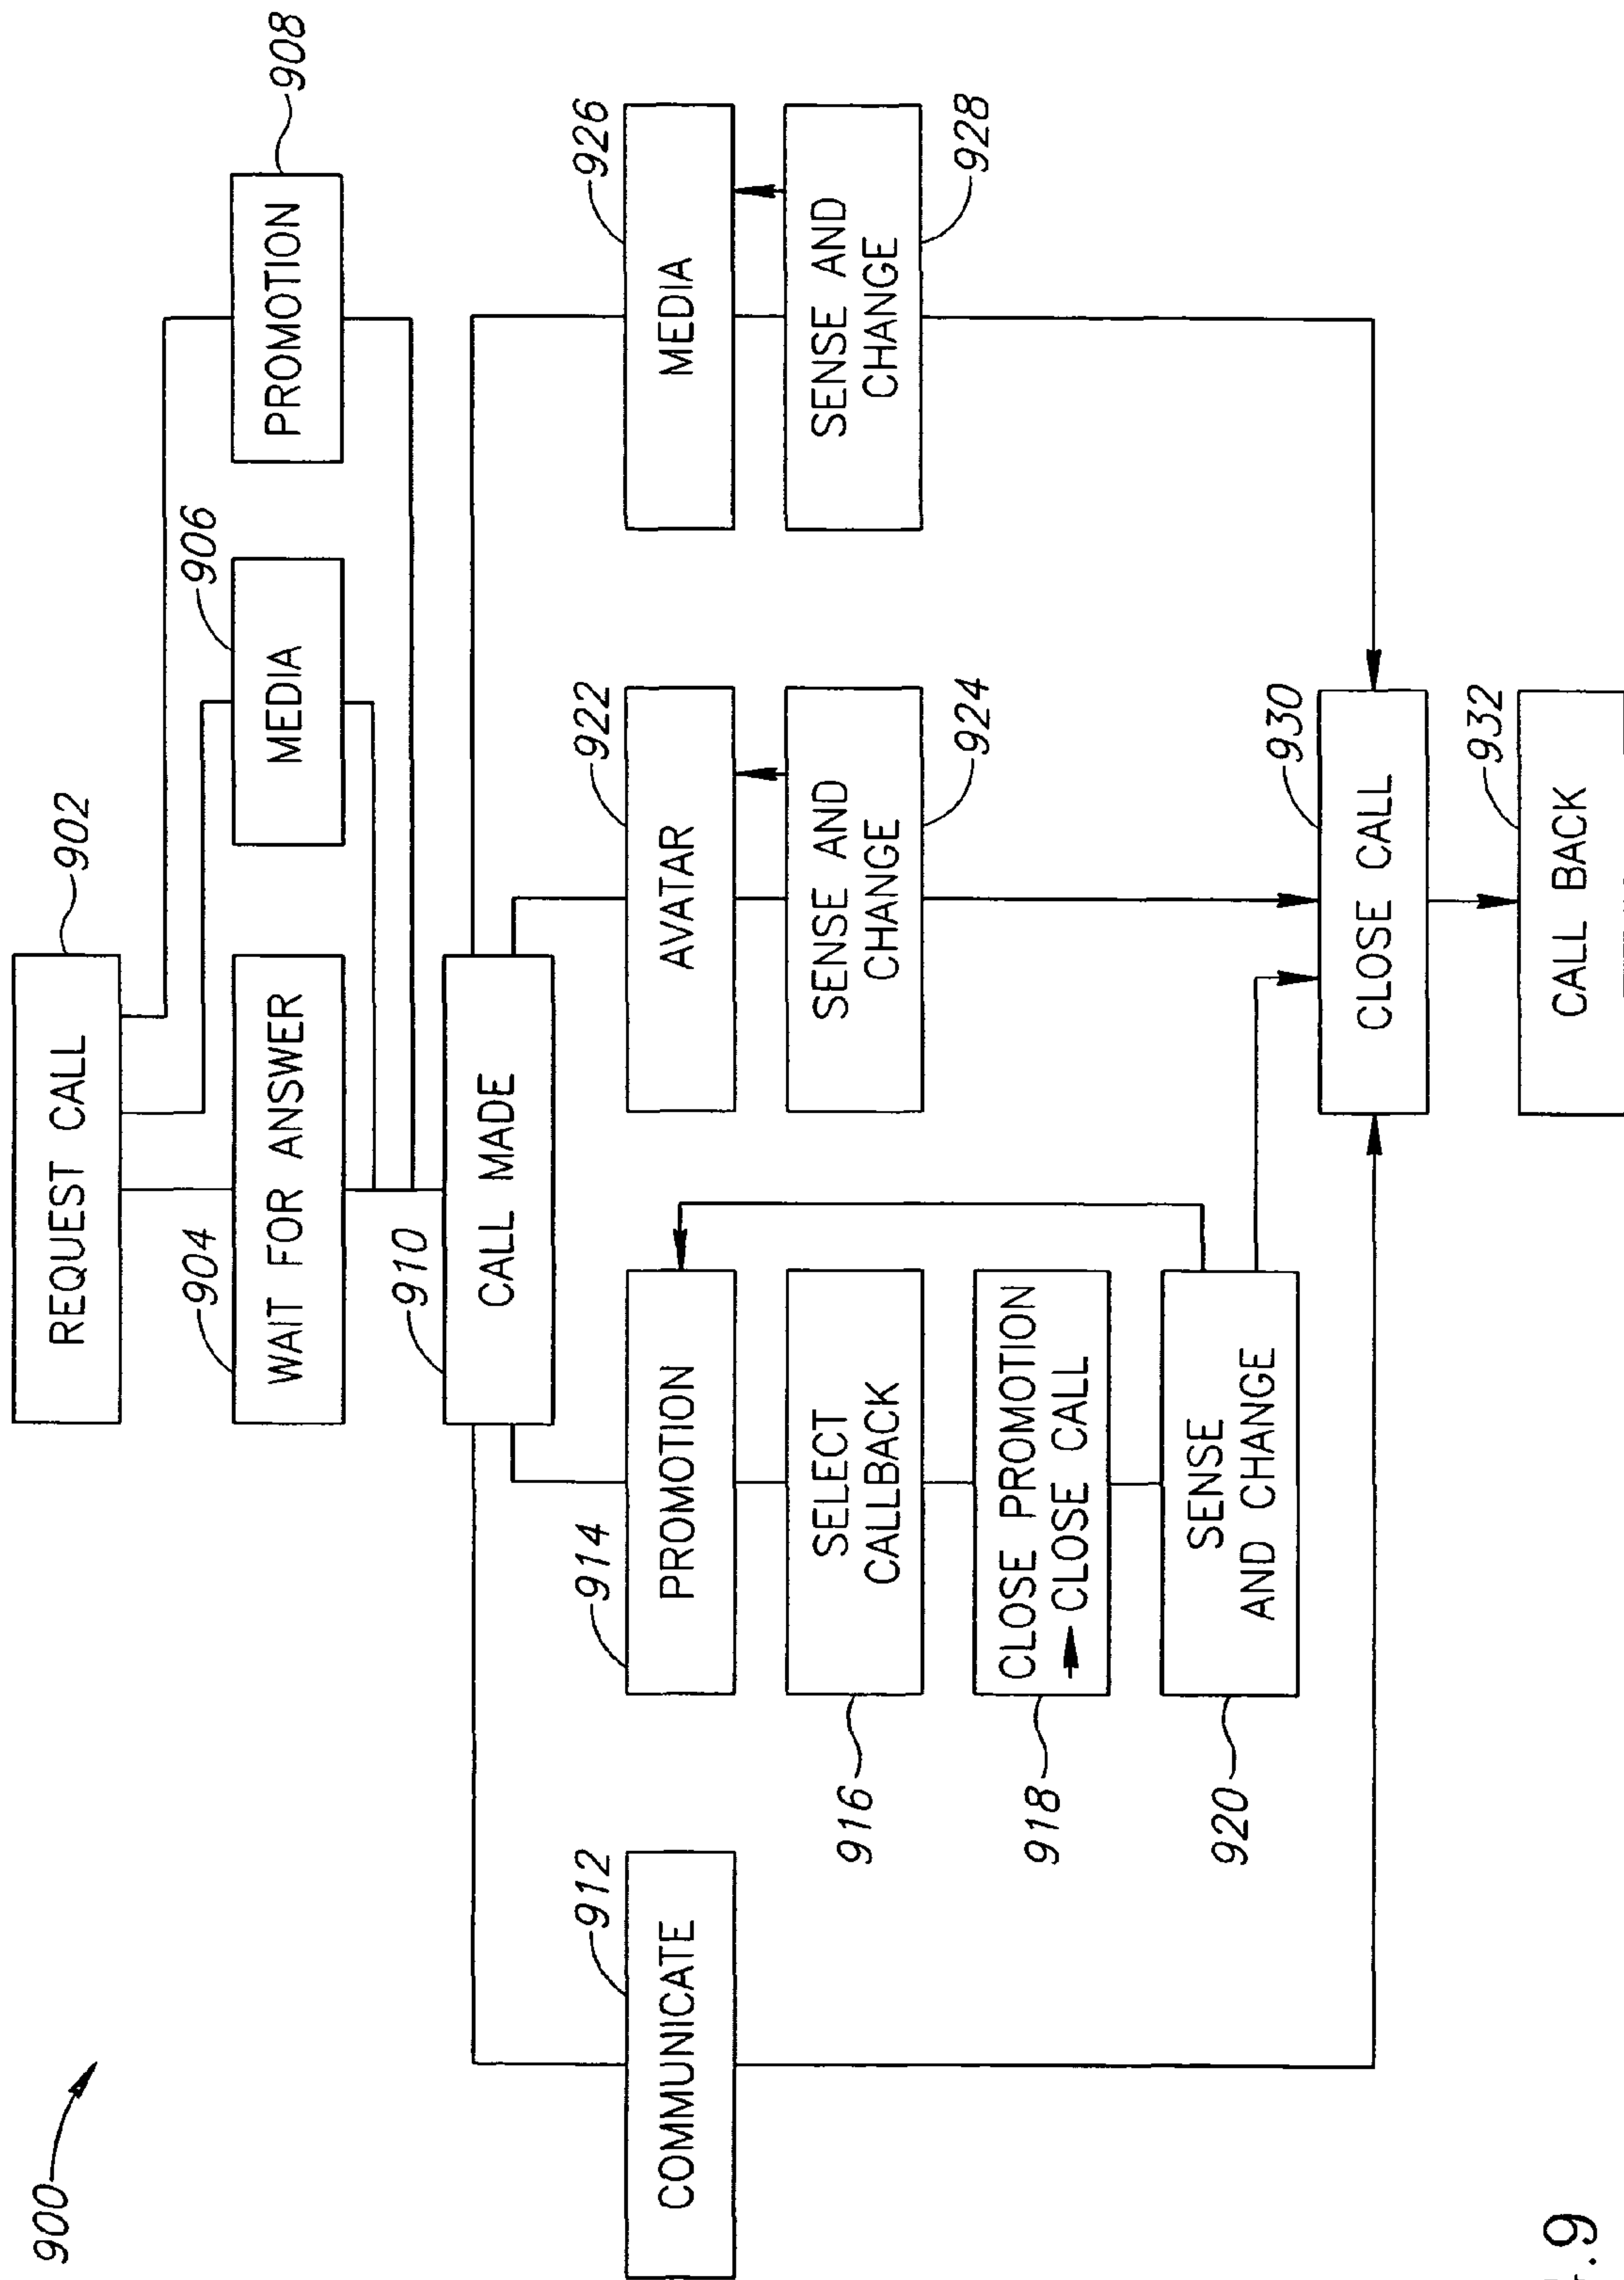 900
REQUEST CALL
902
904
WAIT FOR ANSWER
906
MEDIA
908
PROMOTION
910
CALL MADE
912
COMMUNICATE
914
PROMOTION
916
SELECT
CALLBACK
918
CLOSE PROMOTION
→ CLOSE CALL
920
SENSE
AND CHANGE
922
AVATAR
924
SENSE AND
CHANGE
926
MEDIA
928
SENSE AND
CHANGE
930
CLOSE CALL
932
CALL BACK
.9